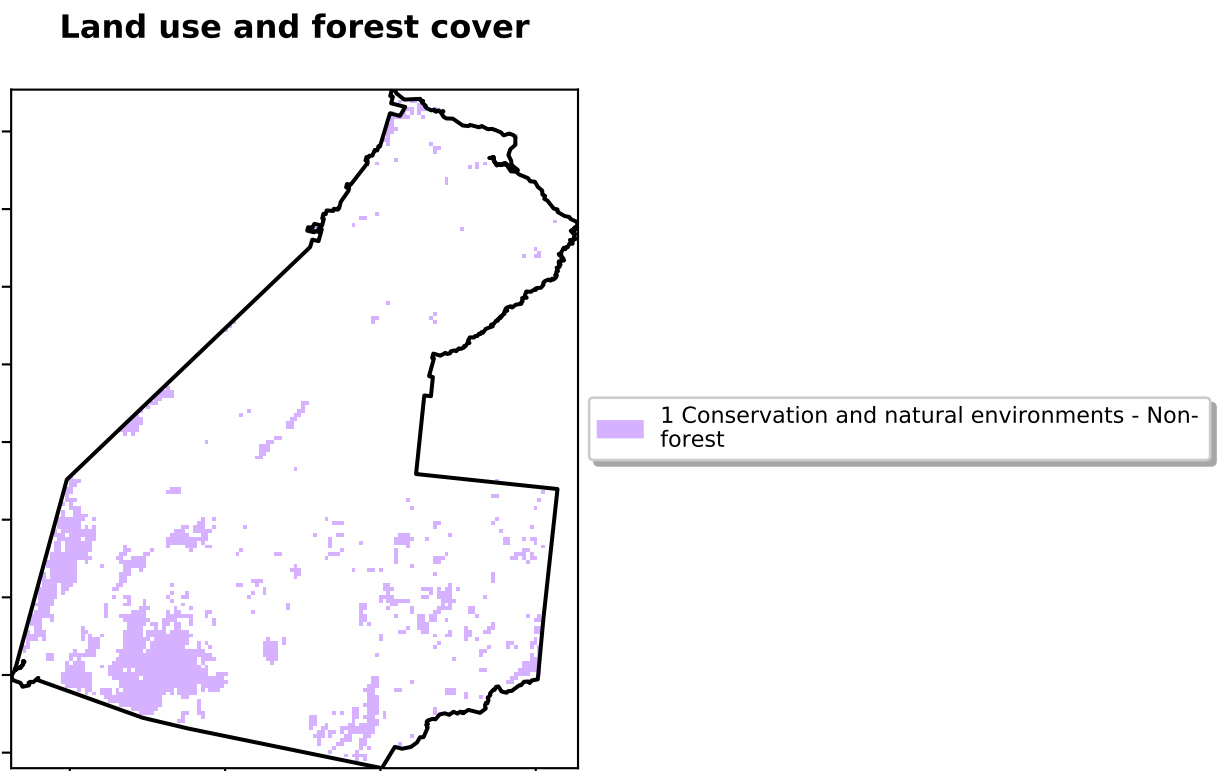 Land use and forest cover
1 Conservation and natural environments - Non-
forest